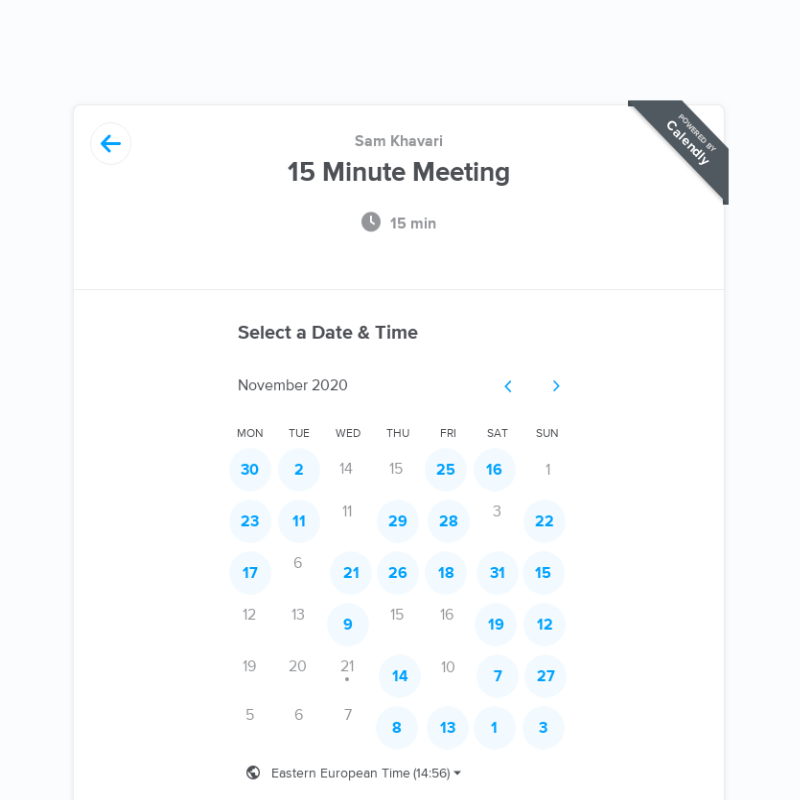 POWERED BY
Calendly
Sam Khavari
15 Minute Meeting
15 min
Select a Date & Time
November 2020
MON TUE WED THU FRI SAT SUN
30 2 14 15 25 16 1
23 11 11 29 28 3 22
17 6 21 26 18 31 15
12 13 9 15 16 19 12
19 20 21 14 10 7 27
5 6 7 8 13 1 3
Eastern European Time (14:56)